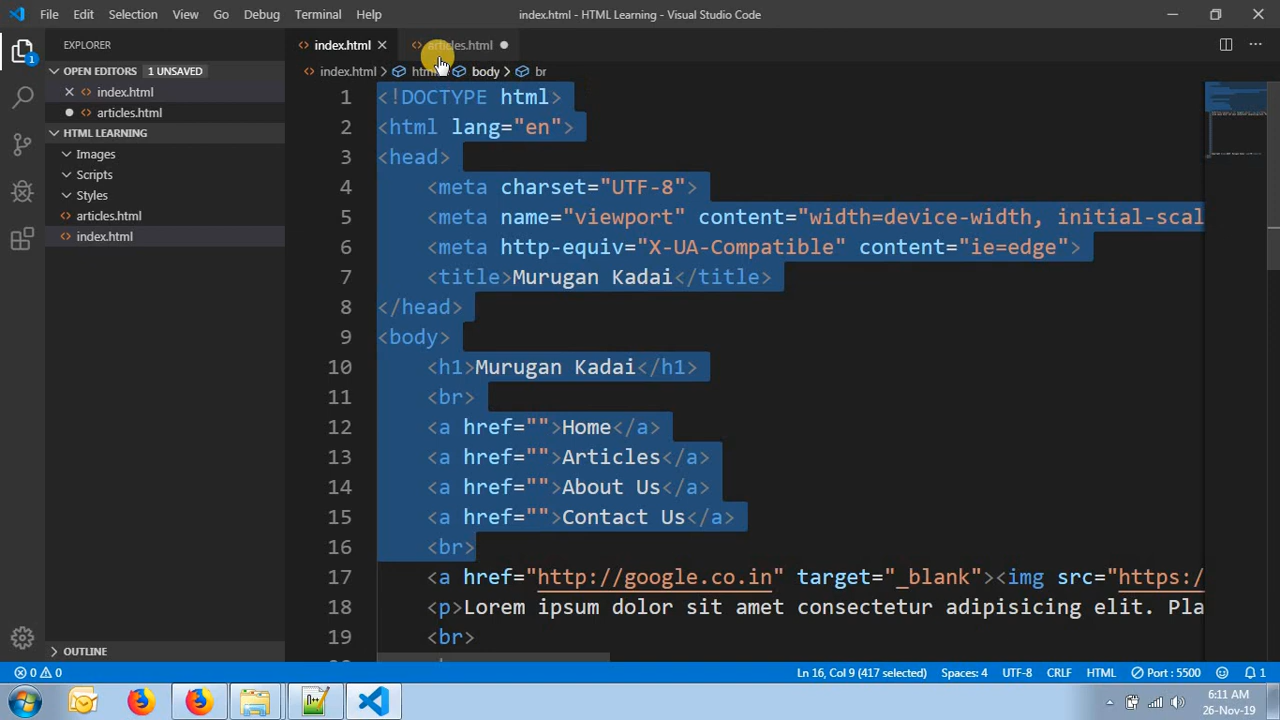 File Edit Selection View Go Debug Terminal Help
index.html - HTML Learning - Visual Studio Code
EXPLORER
index.html
articles.html
1
OPEN EDITORS 1 UNSAVED
index.html body br
index.html
articles.html
HTML LEARNING
Images
Scripts
Styles
articles.html
index.html
1 <!DOCTYPE html>
2 <html lang="en">
3 <head>
4 <meta charset="UTF-8">
5 <meta name="viewport" content="width=device-width, initial-scal
6 <meta http-equiv="X-UA-Compatible" content="ie=edge">
7 <title>Murugan Kadai</title>
8 </head>
9 <body>
10 <h1>Murugan Kadai</h1>
11 <br>
12 <a href="">Home</a>
13 <a href="">Articles</a>
14 <a href="">About Us</a>
15 <a href="">Contact Us</a>
16 <br>
17 <a href="http://google.co.in" target="_blank"><img src="https:/
18 <p>Lorem ipsum dolor sit amet consectetur adipisicing elit. Pla
19 <br>
OUTLINE
0 0
Ln 16, Col 9 (417 selected) Spaces: 4 UTF-8 CRLF HTML Port : 5500 1
6:11 AM
26-Nov-19